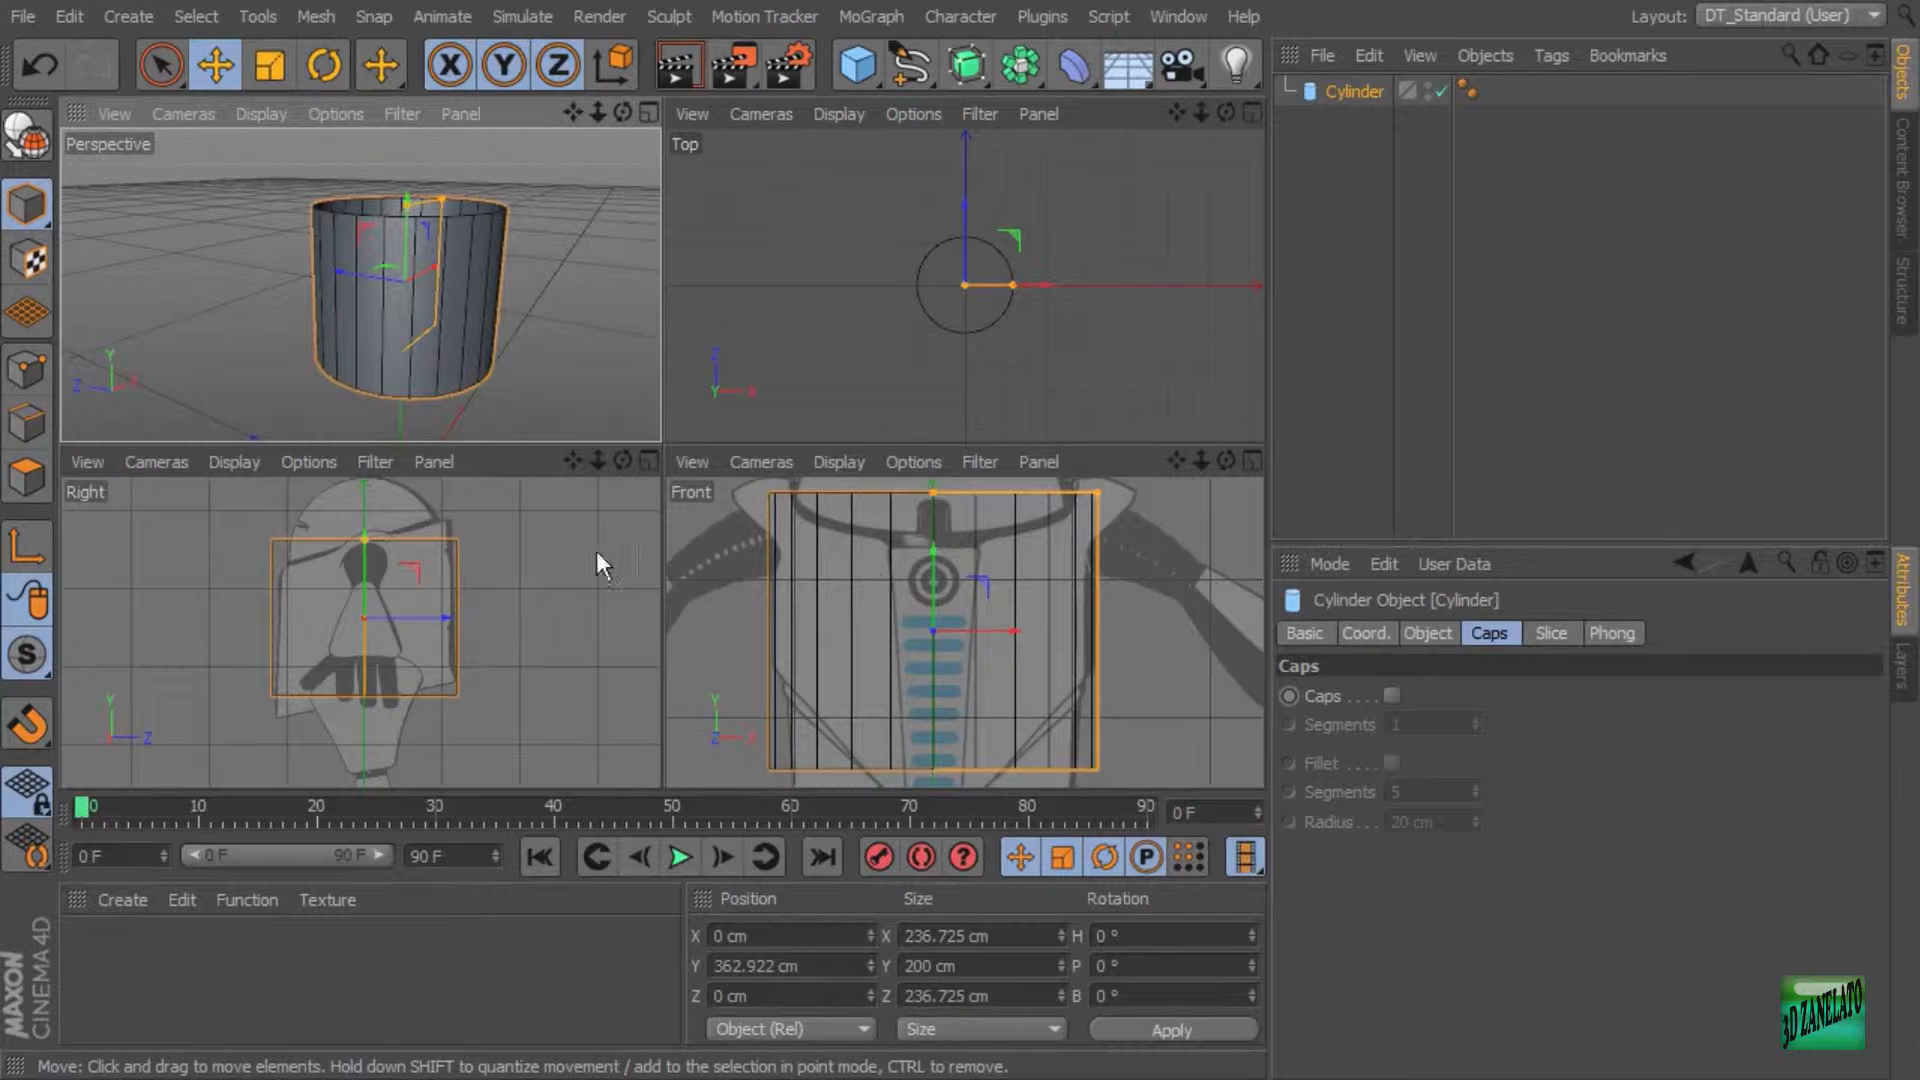 File Edit Create Select Tools Mesh Snap Animate Simulate Render Sculpt Motion Tracker MoGraph Character Plugins Script Window Help Layout: DT_Standard (User)
X Y Z
File Edit View Objects Tags Bookmarks
Cylinder
Objects
Content Browser
Structure
View Cameras Display Options Filter Panel
Perspective
Y
Z
View Cameras Display Options Filter Panel
Top
Z
Y X
View Cameras Display Options Filter Panel
Right
Y
Z
View Cameras Display Options Filter Panel
Front
Y
Z X
S
Mode Edit User Data
Attributes
Layers
Cylinder Object [Cylinder]
Basic Coord. Object Caps Slice Phong
Caps
Caps . . . .
Segments 1
Fillet . . . .
Segments 5
Radius . . . 20 cm
0 10 20 30 40 50 60 70 80 90 0 F
0 F 0 F 90 F 90 F
? P
Create Edit Function Texture
Position Size Rotation
X 0 cm X 236.725 cm H 0 °
Y 362.922 cm Y 200 cm P 0 °
Z 0 cm Z 236.725 cm B 0 °
Object (Rel) Size Apply
MAXON
CINEMA 4D
3D ZANELATO
Move: Click and drag to move elements. Hold down SHIFT to quantize movement / add to the selection in point mode, CTRL to remove.